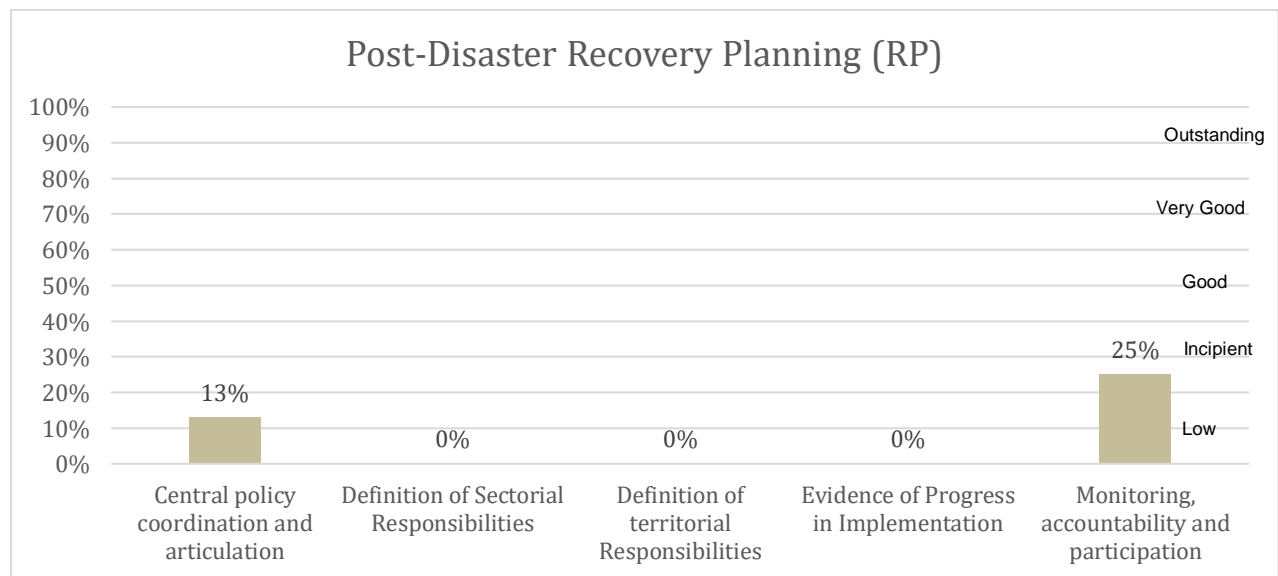 Post-Disaster Recovery Planning (RP)
100%
90%
Outstanding
80%
70%
Very Good
60%
50%
Good
40%
30%
25%
Incipient
20%
13%
10%
0%
0%
0%
Low
0%
Central policy
coordination and
articulation
Definition of Sectorial
Responsibilities
Definition of
territorial
Responsibilities
Evidence of Progress
in Implementation
Monitoring,
accountability and
participation